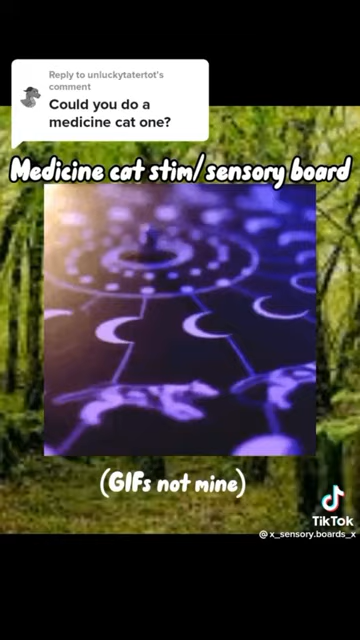 Reply to unluckytatertot's
comment
Could you do a
medicine cat one?
Medicine cat stim/ sensory board
(GIFs not mine)
TikTok
@x_sensory.boards_x